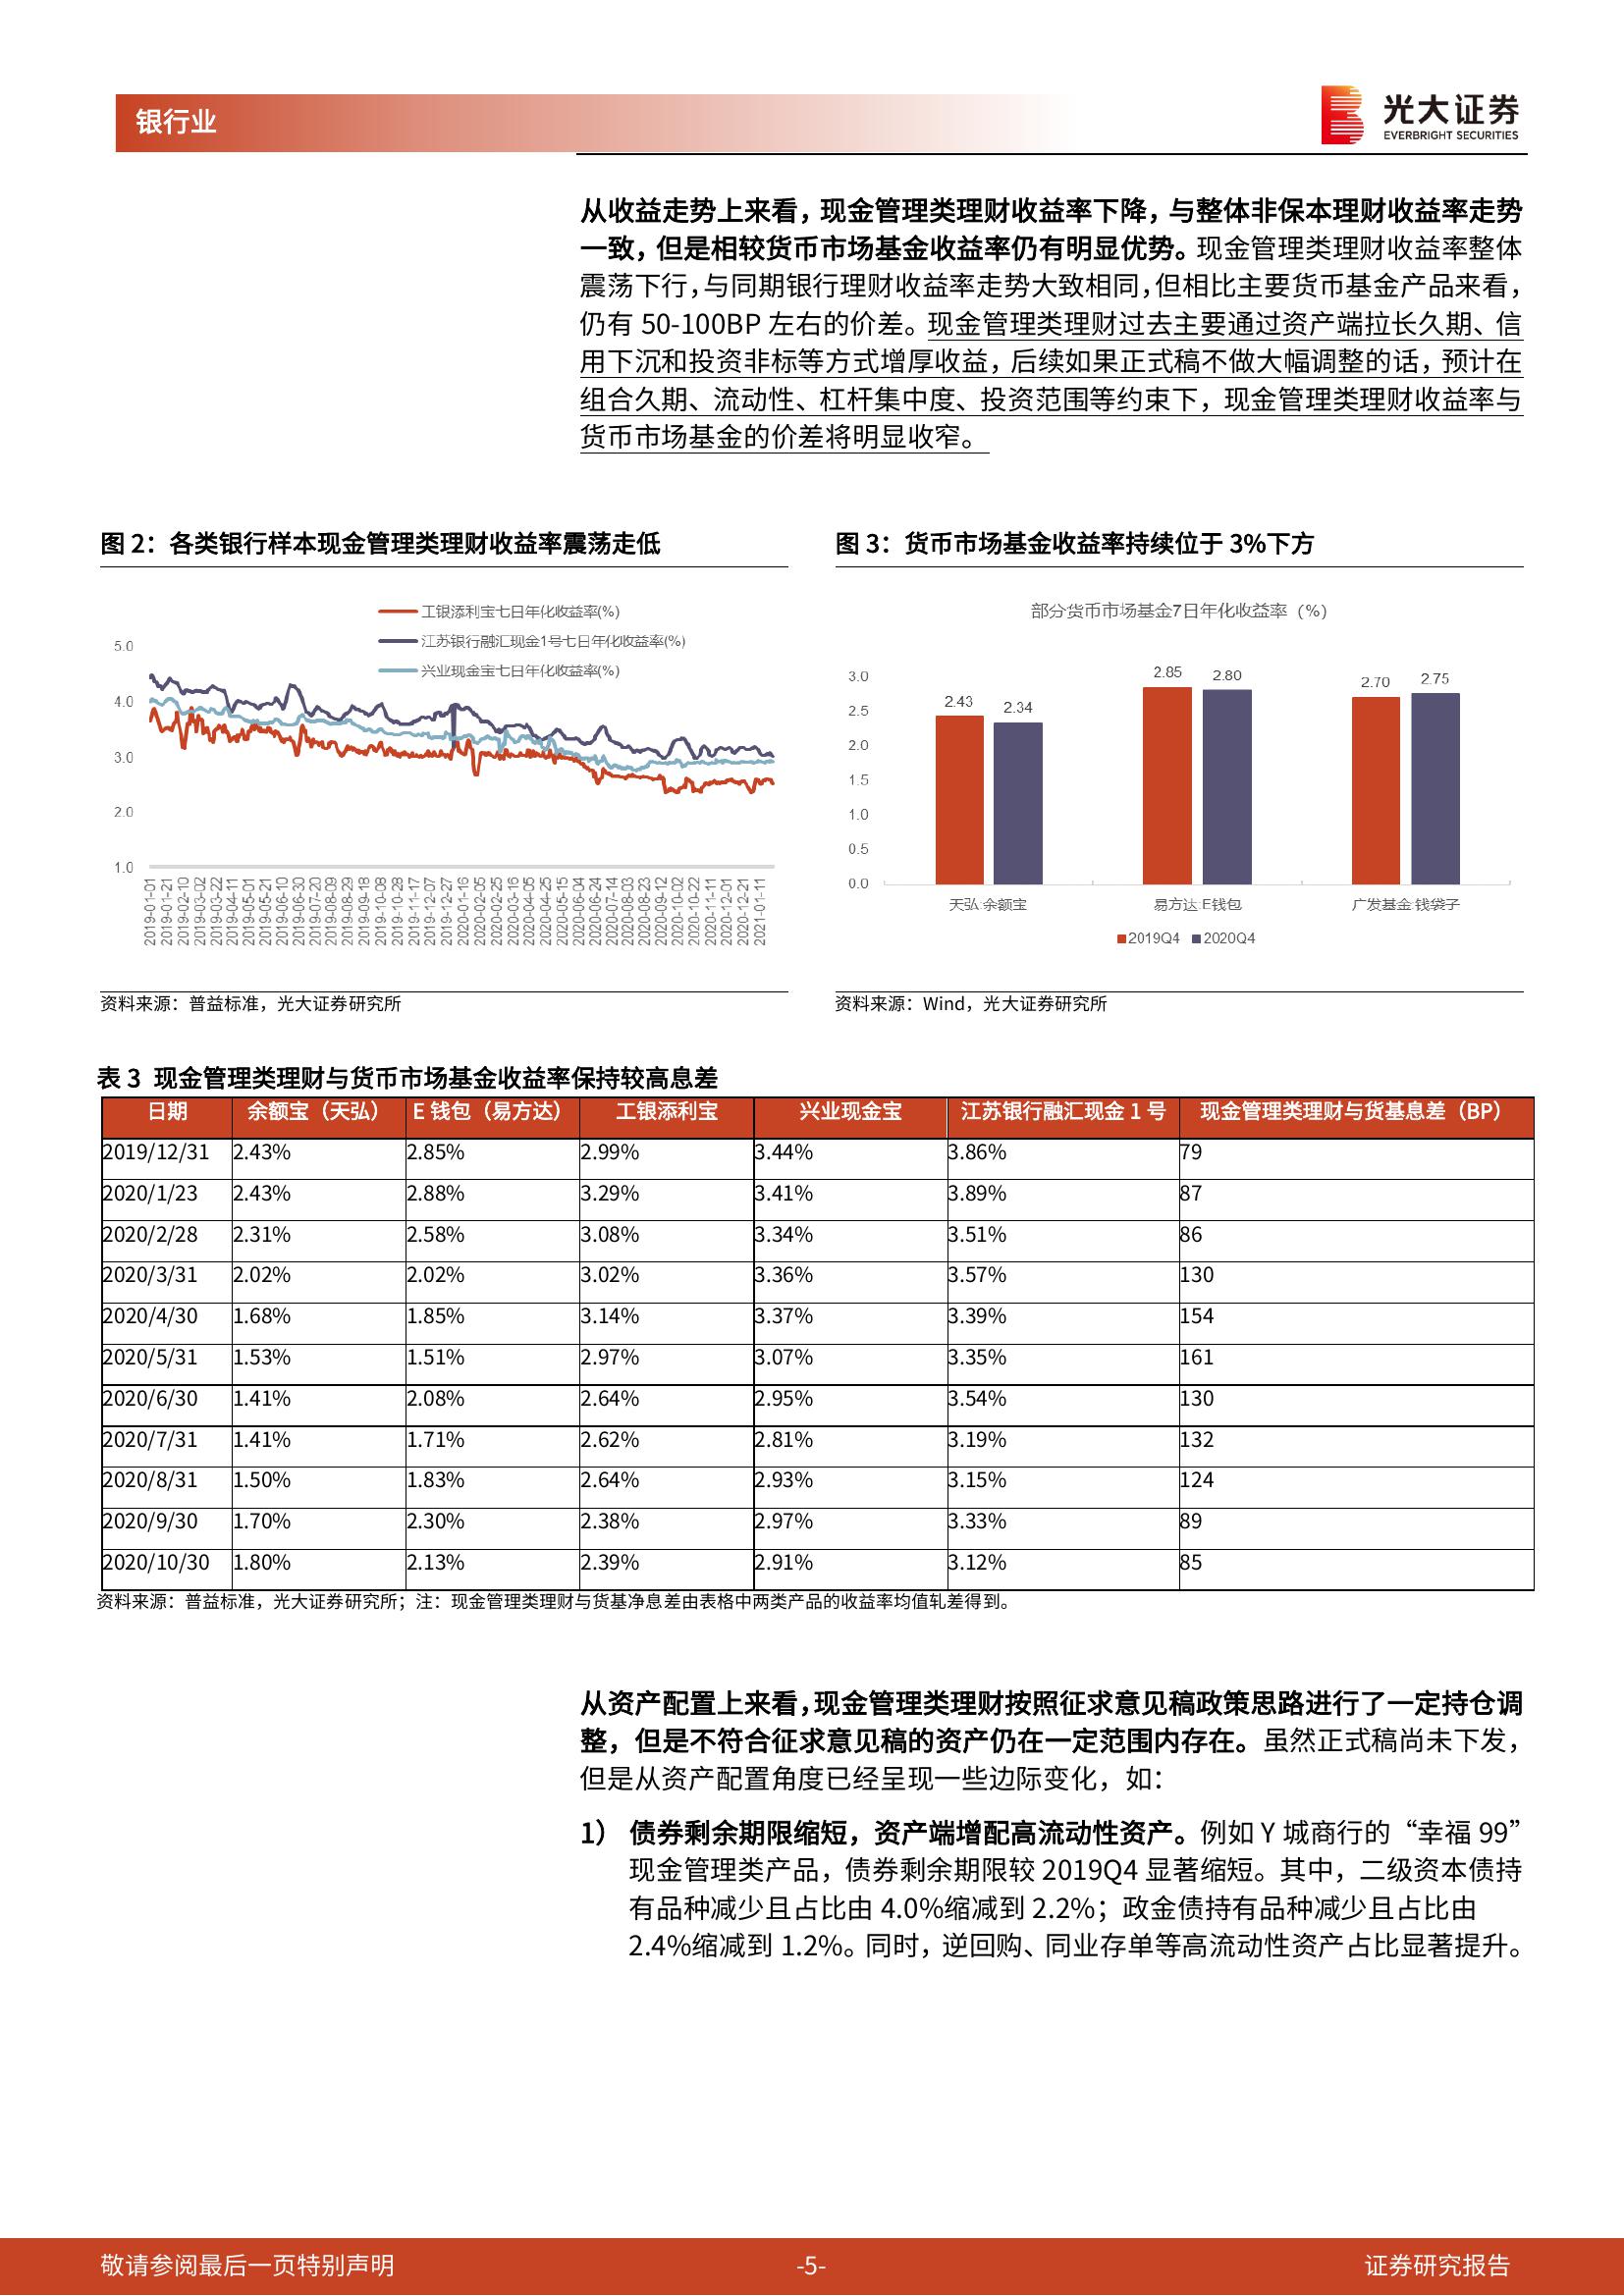 银行业
光大证券
EVERBRIGHT SECURITIES
从收益走势上来看，现金管理类理财收益率下降，与整体非保本理财收益率走势
一致，但是相较货币市场基金收益率仍有明显优势。现金管理类理财收益率整体
震荡下行，与同期银行理财收益率走势大致相同，但相比主要货币基金产品来看，
仍有 50-100BP 左右的价差。现金管理类理财过去主要通过资产端拉长久期、信
用下沉和投资非标等方式增厚收益，后续如果正式稿不做大幅调整的话，预计在
组合久期、流动性、杠杆集中度、投资范围等约束下，现金管理类理财收益率与
货币市场基金的价差将明显收窄。
图 2：各类银行样本现金管理类理财收益率震荡走低
工银添利宝七日年化收益率(%)
江苏银行融汇现金1号七日年化收益率(%)
兴业现金宝七日年化收益率(%)
5.0
4.0
3.0
2.0
1.0
2019-01-01
2019-01-21
2019-02-10
2019-03-02
2019-03-22
2019-04-11
2019-05-01
2019-05-21
2019-06-10
2019-06-30
2019-07-20
2019-08-09
2019-08-29
2019-09-18
2019-10-08
2019-10-28
2019-11-17
2019-12-07
2019-12-27
2020-01-16
2020-02-05
2020-02-25
2020-03-16
2020-04-05
2020-04-25
2020-05-15
2020-06-04
2020-06-24
2020-07-14
2020-08-03
2020-08-23
2020-09-12
2020-10-02
2020-10-22
2020-11-11
2020-12-01
2020-12-21
2021-01-11
资料来源：普益标准，光大证券研究所
图 3：货币市场基金收益率持续位于 3%下方
部分货币市场基金7日年化收益率（%）
3.0
2.5
2.0
1.5
1.0
0.5
0.0
2.43
2.34
2.85
2.80
2.70
2.75
天弘:余额宝
易方达:E钱包
广发基金:钱袋子
2019Q4 2020Q4
资料来源：Wind，光大证券研究所
表 3 现金管理类理财与货币市场基金收益率保持较高息差
日期 余额宝（天弘） E 钱包（易方达） 工银添利宝 兴业现金宝 江苏银行融汇现金 1 号 现金管理类理财与货基息差（BP）
2019/12/31 2.43% 2.85% 2.99% 3.44% 3.86% 79
2020/1/23 2.43% 2.88% 3.29% 3.41% 3.89% 87
2020/2/28 2.31% 2.58% 3.08% 3.34% 3.51% 86
2020/3/31 2.02% 2.02% 3.02% 3.36% 3.57% 130
2020/4/30 1.68% 1.85% 3.14% 3.37% 3.39% 154
2020/5/31 1.53% 1.51% 2.97% 3.07% 3.35% 161
2020/6/30 1.41% 2.08% 2.64% 2.95% 3.54% 130
2020/7/31 1.41% 1.71% 2.62% 2.81% 3.19% 132
2020/8/31 1.50% 1.83% 2.64% 2.93% 3.15% 124
2020/9/30 1.70% 2.30% 2.38% 2.97% 3.33% 89
2020/10/30 1.80% 2.13% 2.39% 2.91% 3.12% 85
资料来源：普益标准，光大证券研究所；注：现金管理类理财与货基净息差由表格中两类产品的收益率均值轧差得到。
从资产配置上来看，现金管理类理财按照征求意见稿政策思路进行了一定持仓调
整，但是不符合征求意见稿的资产仍在一定范围内存在。虽然正式稿尚未下发，
但是从资产配置角度已经呈现一些边际变化，如：
1） 债券剩余期限缩短，资产端增配高流动性资产。例如 Y 城商行的“幸福 99”
现金管理类产品，债券剩余期限较 2019Q4 显著缩短。其中，二级资本债持
有品种减少且占比由 4.0%缩减到 2.2%；政金债持有品种减少且占比由
2.4%缩减到 1.2%。同时，逆回购、同业存单等高流动性资产占比显著提升。
敬请参阅最后一页特别声明 -5- 证券研究报告